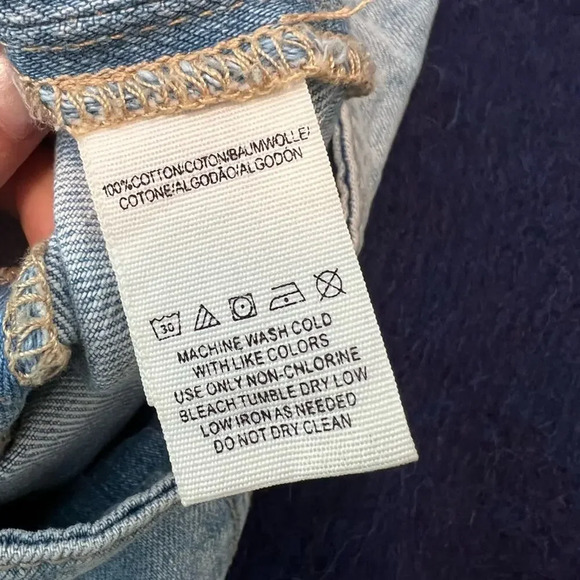 100%COTTON/COTON/BAUMWOLLE/
COTONE/ALGODÃO/ALGODÓN
30
MACHINE WASH COLD
WITH LIKE COLORS
USE ONLY NON-CHLORINE
BLEACH TUMBLE DRY LOW
LOW IRON AS NEEDED
DO NOT DRY CLEAN